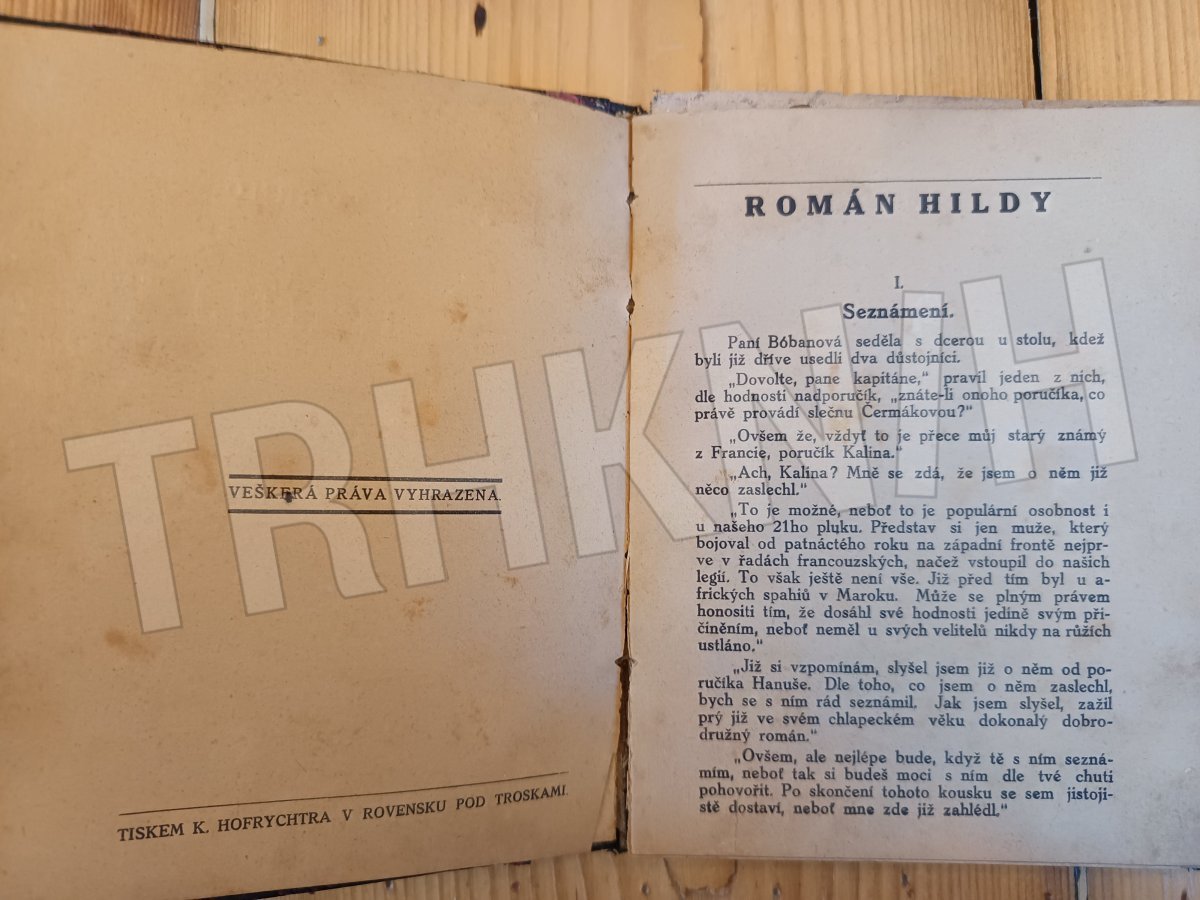 VEŠKERÁ PRÁVA VYHRAZENA.
TISKEM K. HOFRYCHTRA V ROVENSKU POD TROSKAMI.
ROMÁN HILDY
I.
Seznámení.
Paní Bóbanová seděla s dcerou u stolu, kdež
byli již dříve usedli dva důstojníci.
„Dovolte, pane kapitáne,“ pravil jeden z nich,
dle hodnosti nadporučík, „znáte-li onoho poručíka, co
právě provádí slečnu Čermákovou?“
„Ovšem že, vždyť to je přece můj starý známý
z Francie, poručík Kalina.“
„Ach, Kalina? Mně se zdá, že jsem o něm již
něco zaslechl.“
„To je možné, neboť to je populární osobnost i
u našeho 21ho pluku. Představ si jen muže, který
bojoval od patnáctého roku na západní frontě nejpr-
ve v řadách francouzských, načež vstoupil do našich
legií. To však ještě není vše. Již před tím byl u a-
frických spahiů v Maroku. Může se plným právem
honositi tím, že dosáhl své hodnosti jedině svým při-
činěním, neboť neměl u svých velitelů nikdy na růžích
ustláno.“
„Již si vzpomínám, slyšel jsem již o něm od po-
ručíka Hanuše. Dle toho, co jsem o něm zaslechl,
bych se s ním rád seznámil. Jak jsem slyšel, zažil
prý již ve svém chlapeckém věku dokonalý dobro-
družný román.“
„Ovšem, ale nejlépe bude, když tě s ním sezná-
mím, neboť tak si budeš moci s ním dle tvé chuti
pohovořit. Po skončení tohoto kousku se sem jistoji-
stě dostaví, neboť mne zde již zahlédl.“
TRHKNIH